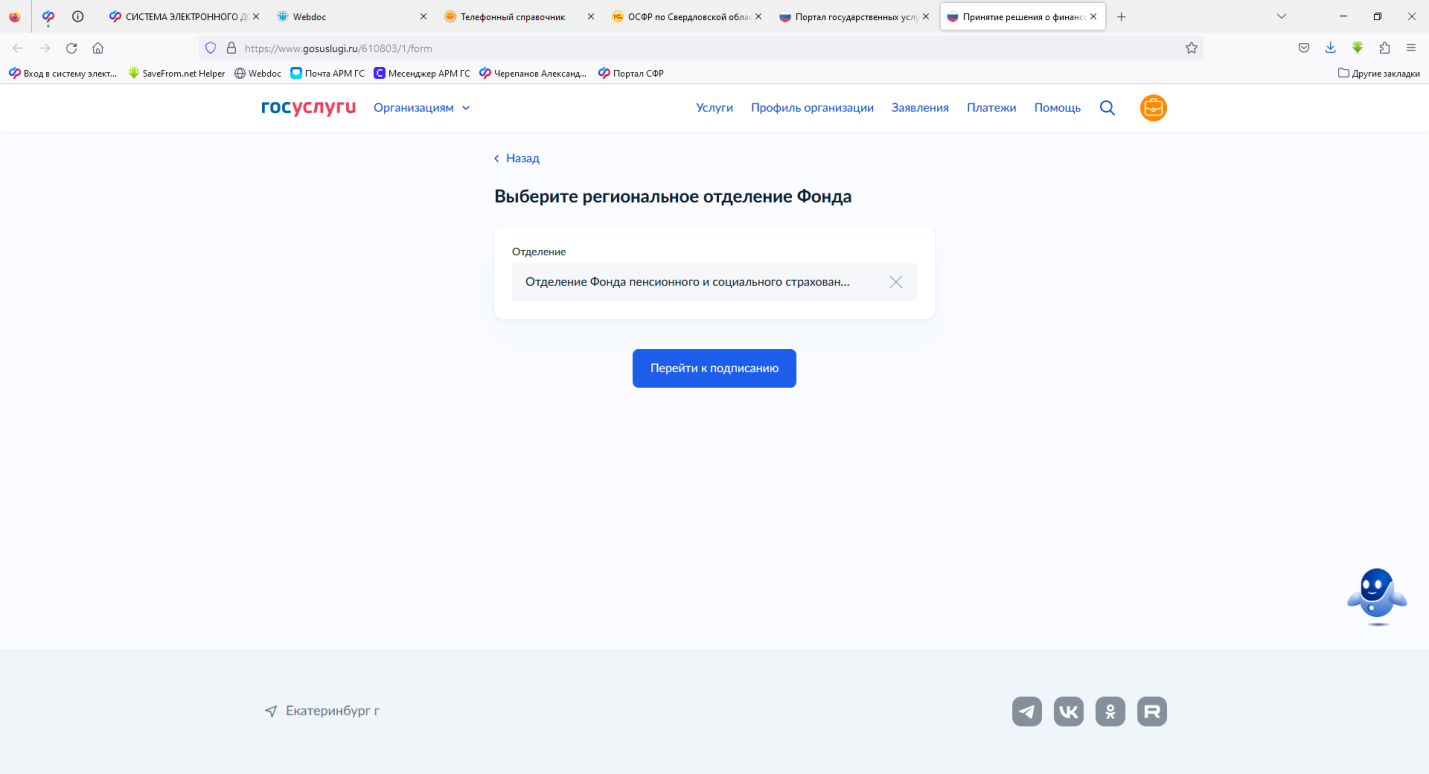 СИСТЕМА ЭЛЕКТРОННОГО
Webdoc
Телефонный справочник
ОСФР по Свердловской
Портал государственных
Принятие решения о
https://www.gosuslugi.ru/610803/1/form
Вход в систему элект...
SaveFrom.net Helper
Webdoc
Почта АРМ ГС
Месенджер АРМ ГС
Черепанов Александ...
Портал СФР
Другие закладки
госуслуги
Организациям
Услуги
Профиль организации
Заявления
Платежи
Помощь
Назад
Выберите региональное отделение Фонда
Отделение
Отделение Фонда пенсионного и социального страхован...
Перейти к подписанию
Екатеринбург г